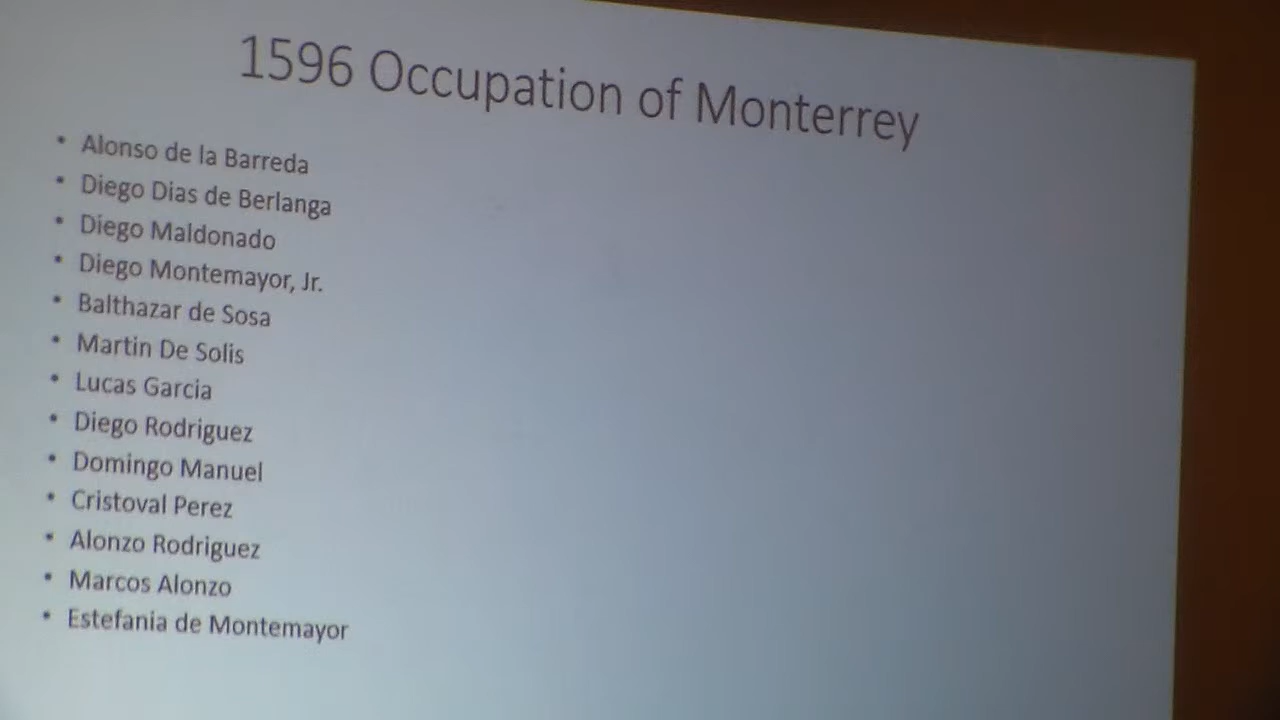 1596 Occupation of Monterrey
• Alonso de la Barreda
• Diego Dias de Berlanga
• Diego Maldonado
• Diego Montemayor, Jr.
• Balthazar de Sosa
• Martin De Solis
• Lucas Garcia
• Diego Rodriguez
• Domingo Manuel
• Cristoval Perez
• Alonzo Rodriguez
• Marcos Alonzo
• Estefania de Montemayor